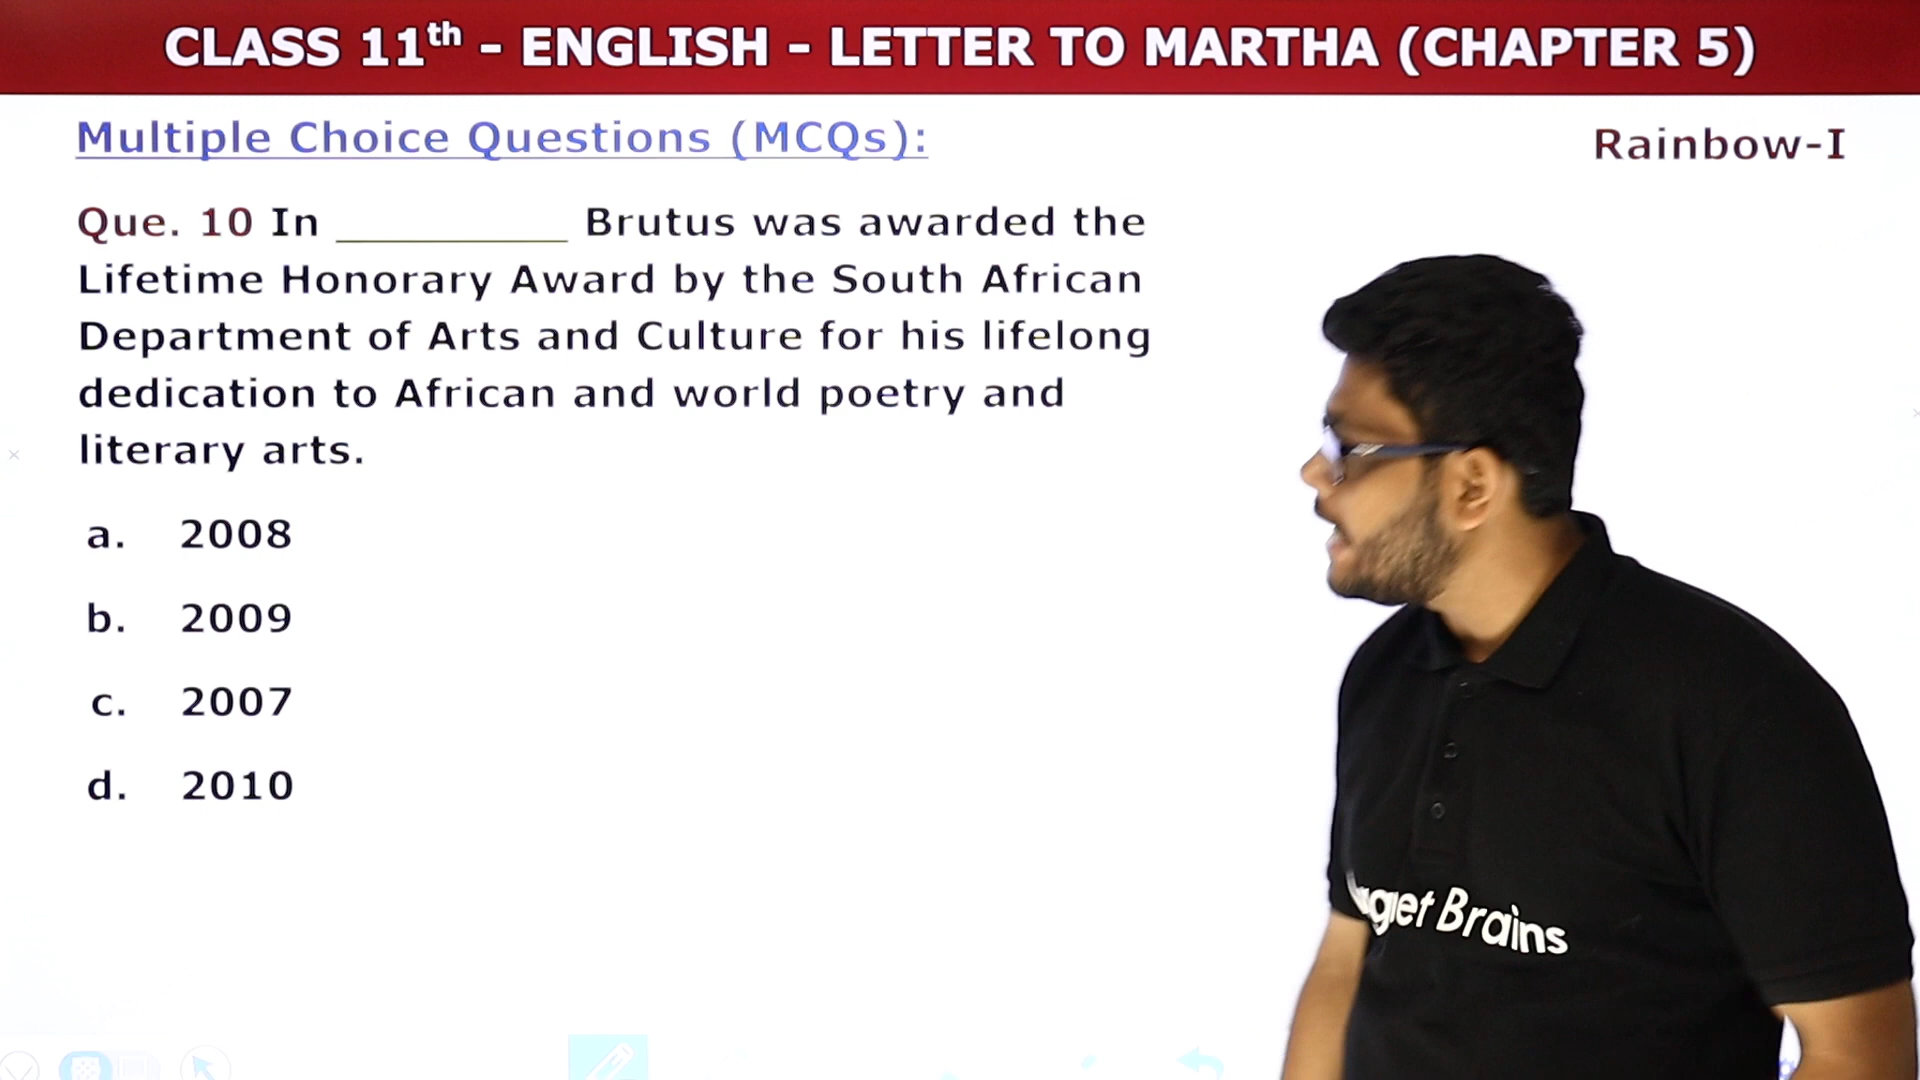 CLASS 11th - ENGLISH - LETTER TO MARTHA (CHAPTER 5)
Multiple Choice Questions (MCQs):
Rainbow-I
Que. 10 In __________ Brutus was awarded the
Lifetime Honorary Award by the South African
Department of Arts and Culture for his lifelong
dedication to African and world poetry and
literary arts.
a. 2008
b. 2009
c. 2007
d. 2010
Brains